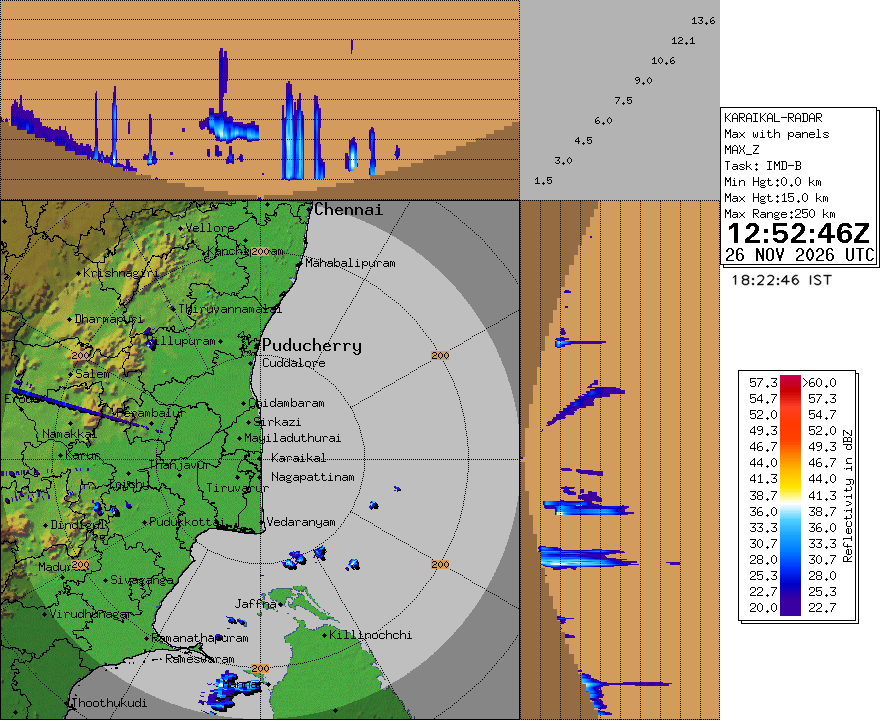 13.6
12.1
10.6
9.0
7.5
6.0
4.5
3.0
1.5
KARAIKAL-RADAR
Max with panels
MAX_Z
Task: IMD-B
Min Hgt:0.0 km
Max Hgt:15.0 km
Max Range:250 km
12:52:46Z
26 NOV 2026 UTC
18:22:46 IST
57.3 >60.0
54.7 57.3
52.0 54.7
49.3 52.0
46.7 49.3
44.0 46.7
41.3 44.0
38.7 41.3
36.0 38.7
33.3 36.0
30.7 33.3
28.0 30.7
25.3 28.0
22.7 25.3
20.0 22.7
Reflectivity in dBZ
Chennai
Vellore
200
Mahabalipuram
Krishnagiri
Thiruvannamalai
Dharmapuri
Puducherry
200
200
Cuddalore
Salem
Chidambaram
Perambalur
Sirkazi
Namakkal
Mayiladuthurai
Karur
Karaikal
Thanjavur
Nagapattinam
Tiruvarur
Pudukkottai
Vedaranyam
Dindigul
200
200
Sivaganga
Jaffna
Virudhunagar
Ramanathapuram
Killinochchi
Rameswaram
200
Thoothukudi